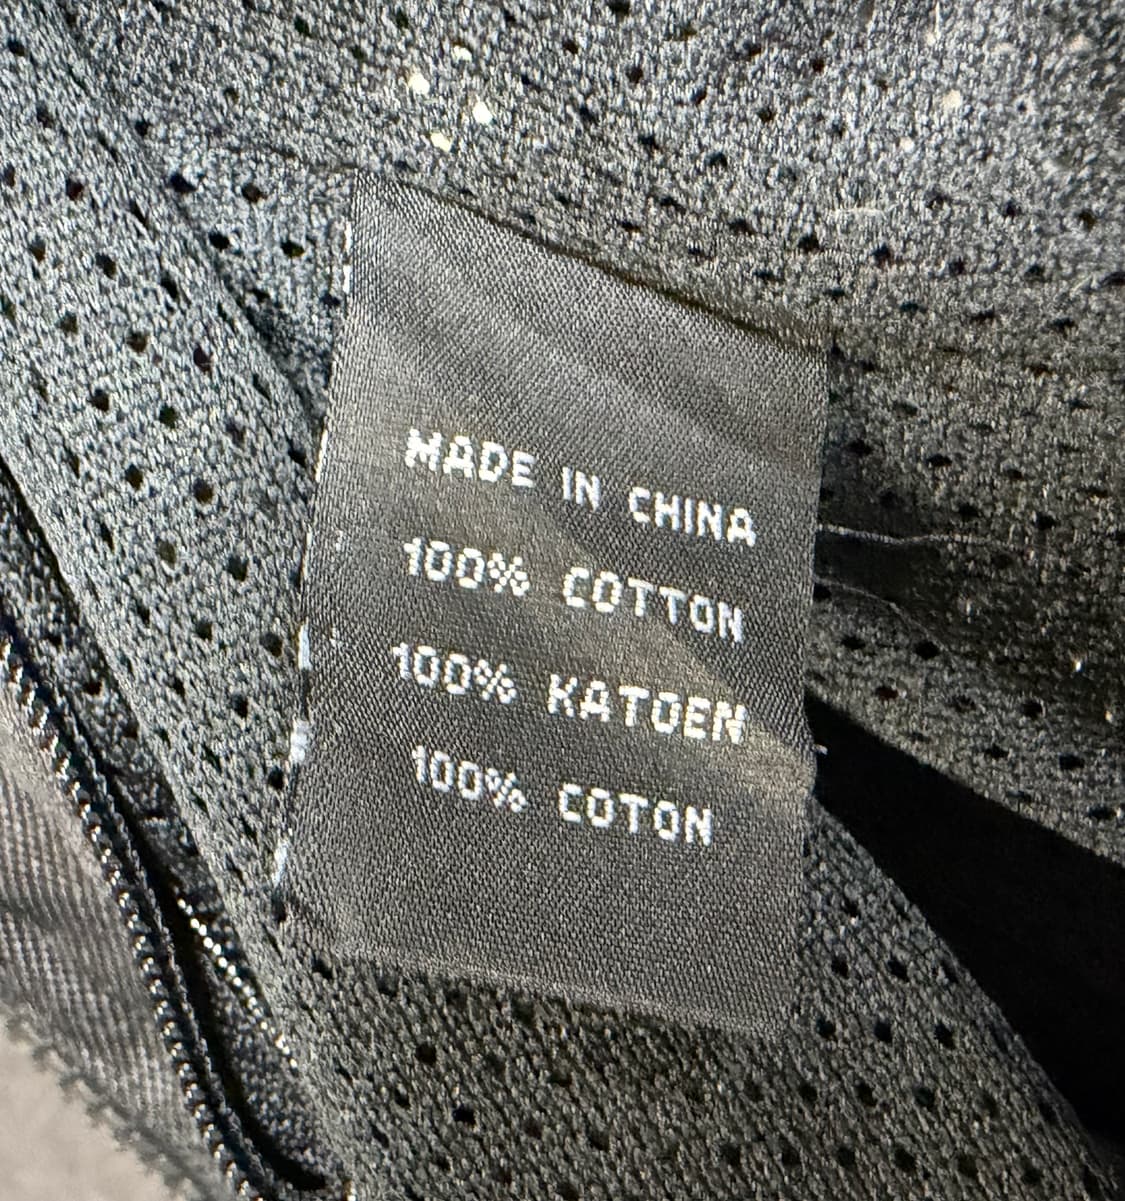 MADE IN CHINA
100% COTTON
100% KATOEN
100% COTON